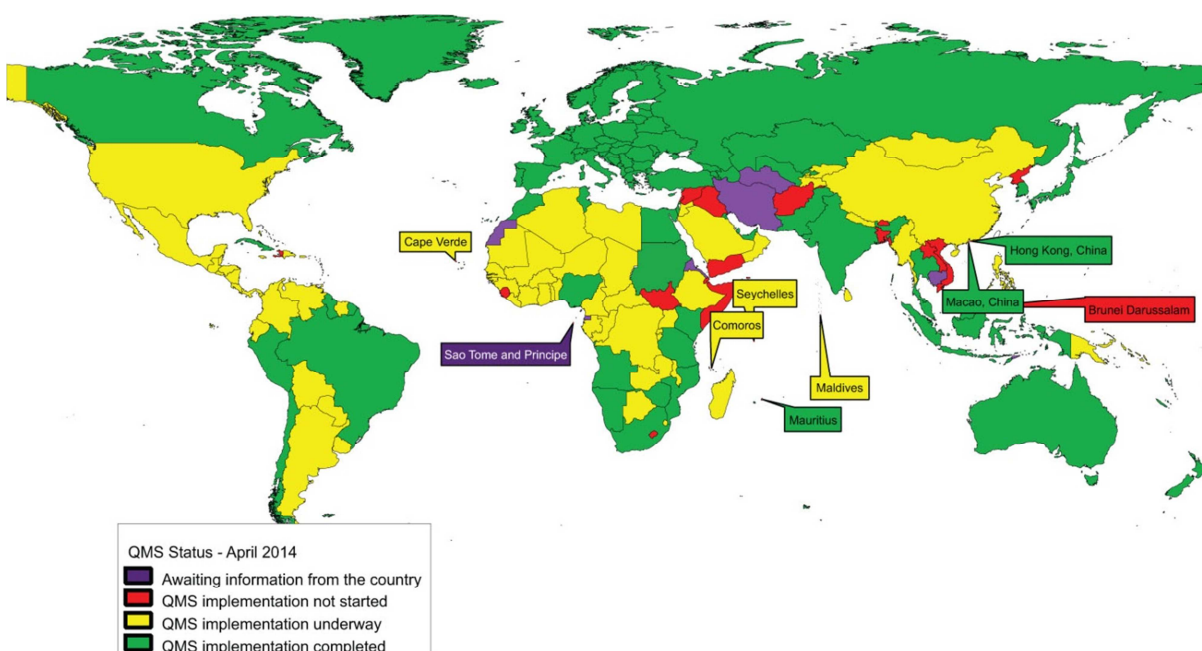 Cape Verde
Hong Kong, China
Seychelles
Macao, China
Brunei Darussalam
Comoros
Sao Tome and Principe
Maldives
Mauritius
QMS Status - April 2014
Awaiting information from the country
QMS implementation not started
QMS implementation underway
QMS implementation completed